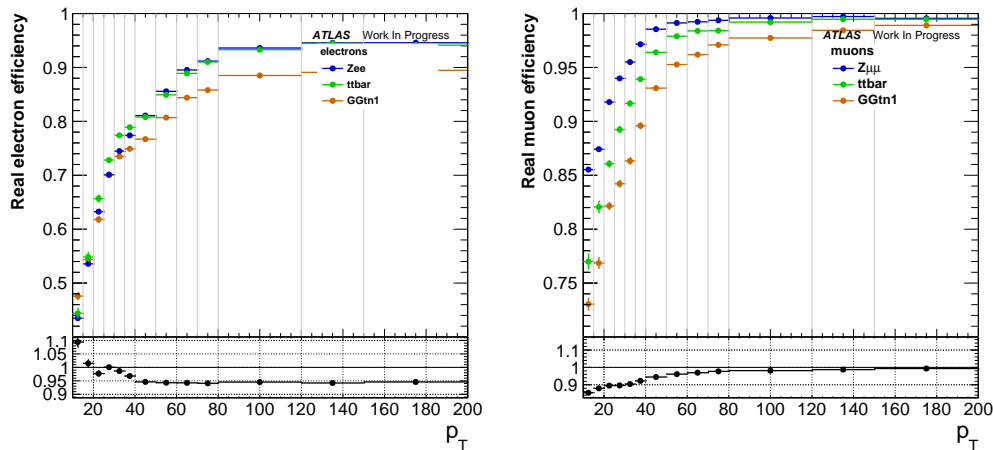 Real electron efficiency
1
0.9
0.8
0.7
0.6
0.5
ATLAS Work In Progress
electrons
Zee
ttbar
GGtn1
1.1
1.05
1
0.95
0.9
20 40 60 80 100 120 140 160 180 200
p_T
Real muon efficiency
1
0.95
0.9
0.85
0.8
0.75
ATLAS Work In Progress
muons
Zμμ
ttbar
GGtn1
1.1
1
0.9
20 40 60 80 100 120 140 160 180 200
p_T